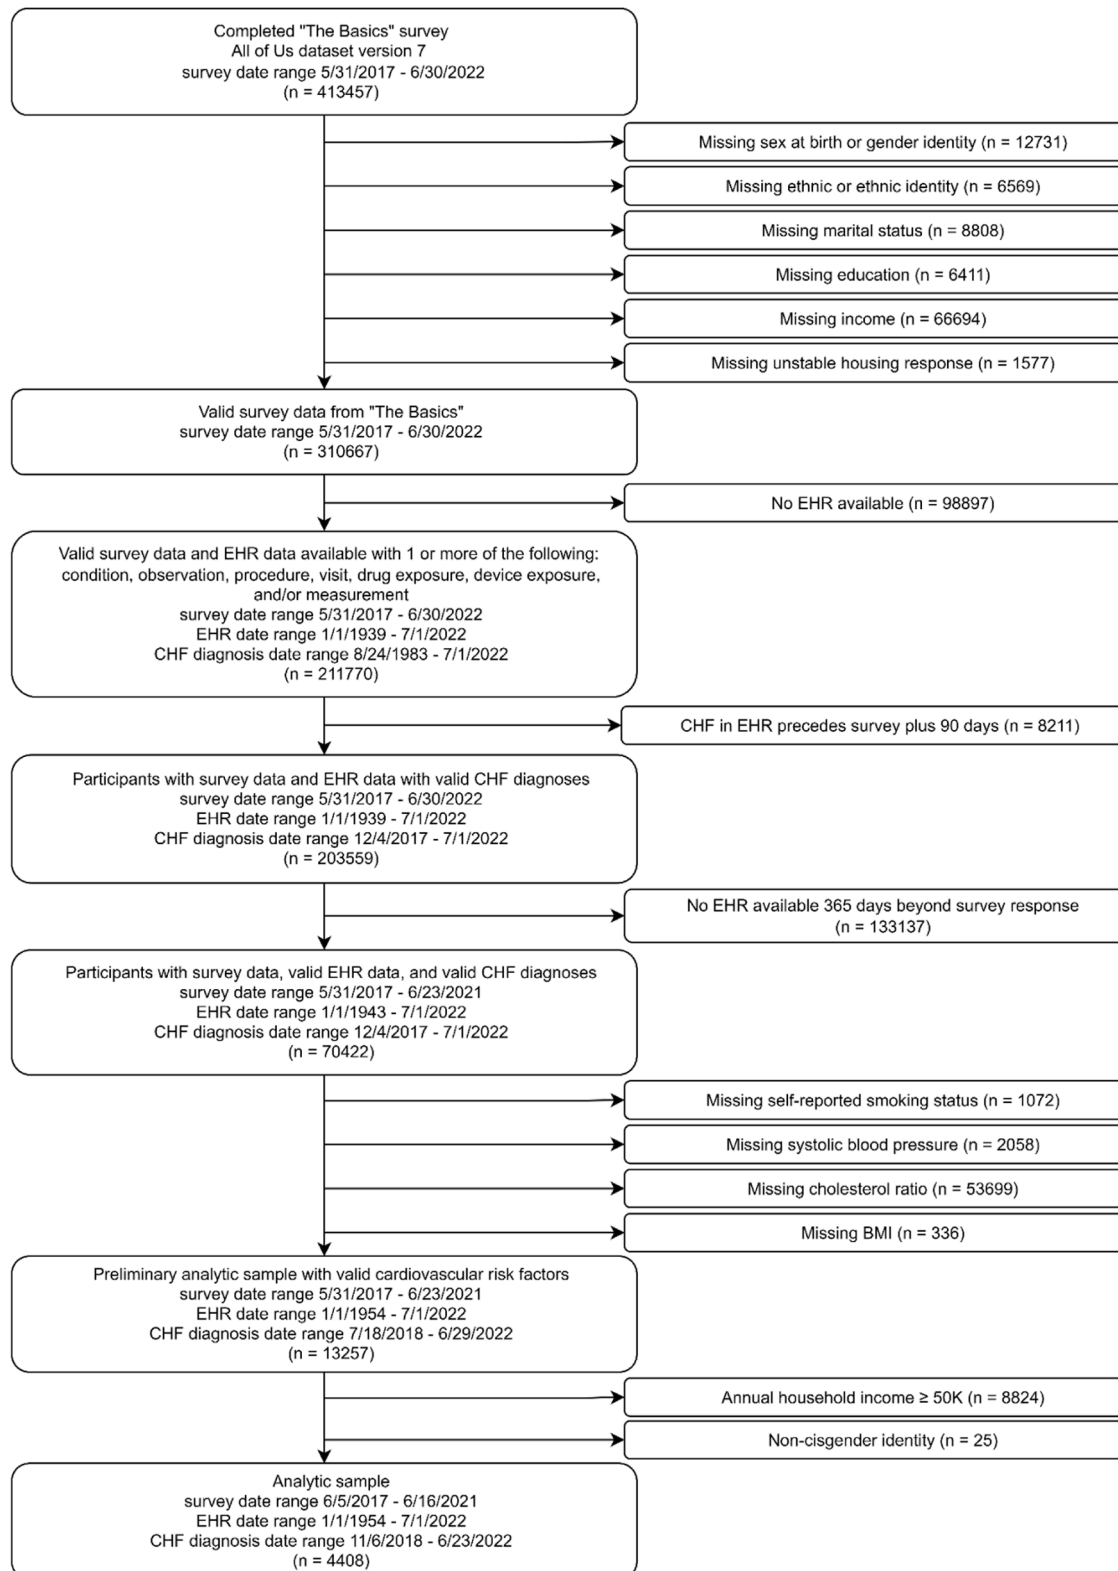 Completed "The Basics" survey
All of Us dataset version 7
survey date range 5/31/2017 - 6/30/2022
(n = 413457)
Missing sex at birth or gender identity (n = 12731)
Missing ethnic or ethnic identity (n = 6569)
Missing marital status (n = 8808)
Missing education (n = 6411)
Missing income (n = 66694)
Missing unstable housing response (n = 1577)
Valid survey data from "The Basics"
survey date range 5/31/2017 - 6/30/2022
(n = 310667)
No EHR available (n = 98897)
Valid survey data and EHR data available with 1 or more of the following:
condition, observation, procedure, visit, drug exposure, device exposure,
and/or measurement
survey date range 5/31/2017 - 6/30/2022
EHR date range 1/1/1939 - 7/1/2022
CHF diagnosis date range 8/24/1983 - 7/1/2022
(n = 211770)
CHF in EHR precedes survey plus 90 days (n = 8211)
Participants with survey data and EHR data with valid CHF diagnoses
survey date range 5/31/2017 - 6/30/2022
EHR date range 1/1/1939 - 7/1/2022
CHF diagnosis date range 12/4/2017 - 7/1/2022
(n = 203559)
No EHR available 365 days beyond survey response
(n = 133137)
Participants with survey data, valid EHR data, and valid CHF diagnoses
survey date range 5/31/2017 - 6/23/2021
EHR date range 1/1/1943 - 7/1/2022
CHF diagnosis date range 12/4/2017 - 7/1/2022
(n = 70422)
Missing self-reported smoking status (n = 1072)
Missing systolic blood pressure (n = 2058)
Missing cholesterol ratio (n = 53699)
Missing BMI (n = 336)
Preliminary analytic sample with valid cardiovascular risk factors
survey date range 5/31/2017 - 6/23/2021
EHR date range 1/1/1954 - 7/1/2022
CHF diagnosis date range 7/18/2018 - 6/29/2022
(n = 13257)
Annual household income ≥ 50K (n = 8824)
Non-cisgender identity (n = 25)
Analytic sample
survey date range 6/5/2017 - 6/16/2021
EHR date range 1/1/1954 - 7/1/2022
CHF diagnosis date range 11/6/2018 - 6/23/2022
(n = 4408)